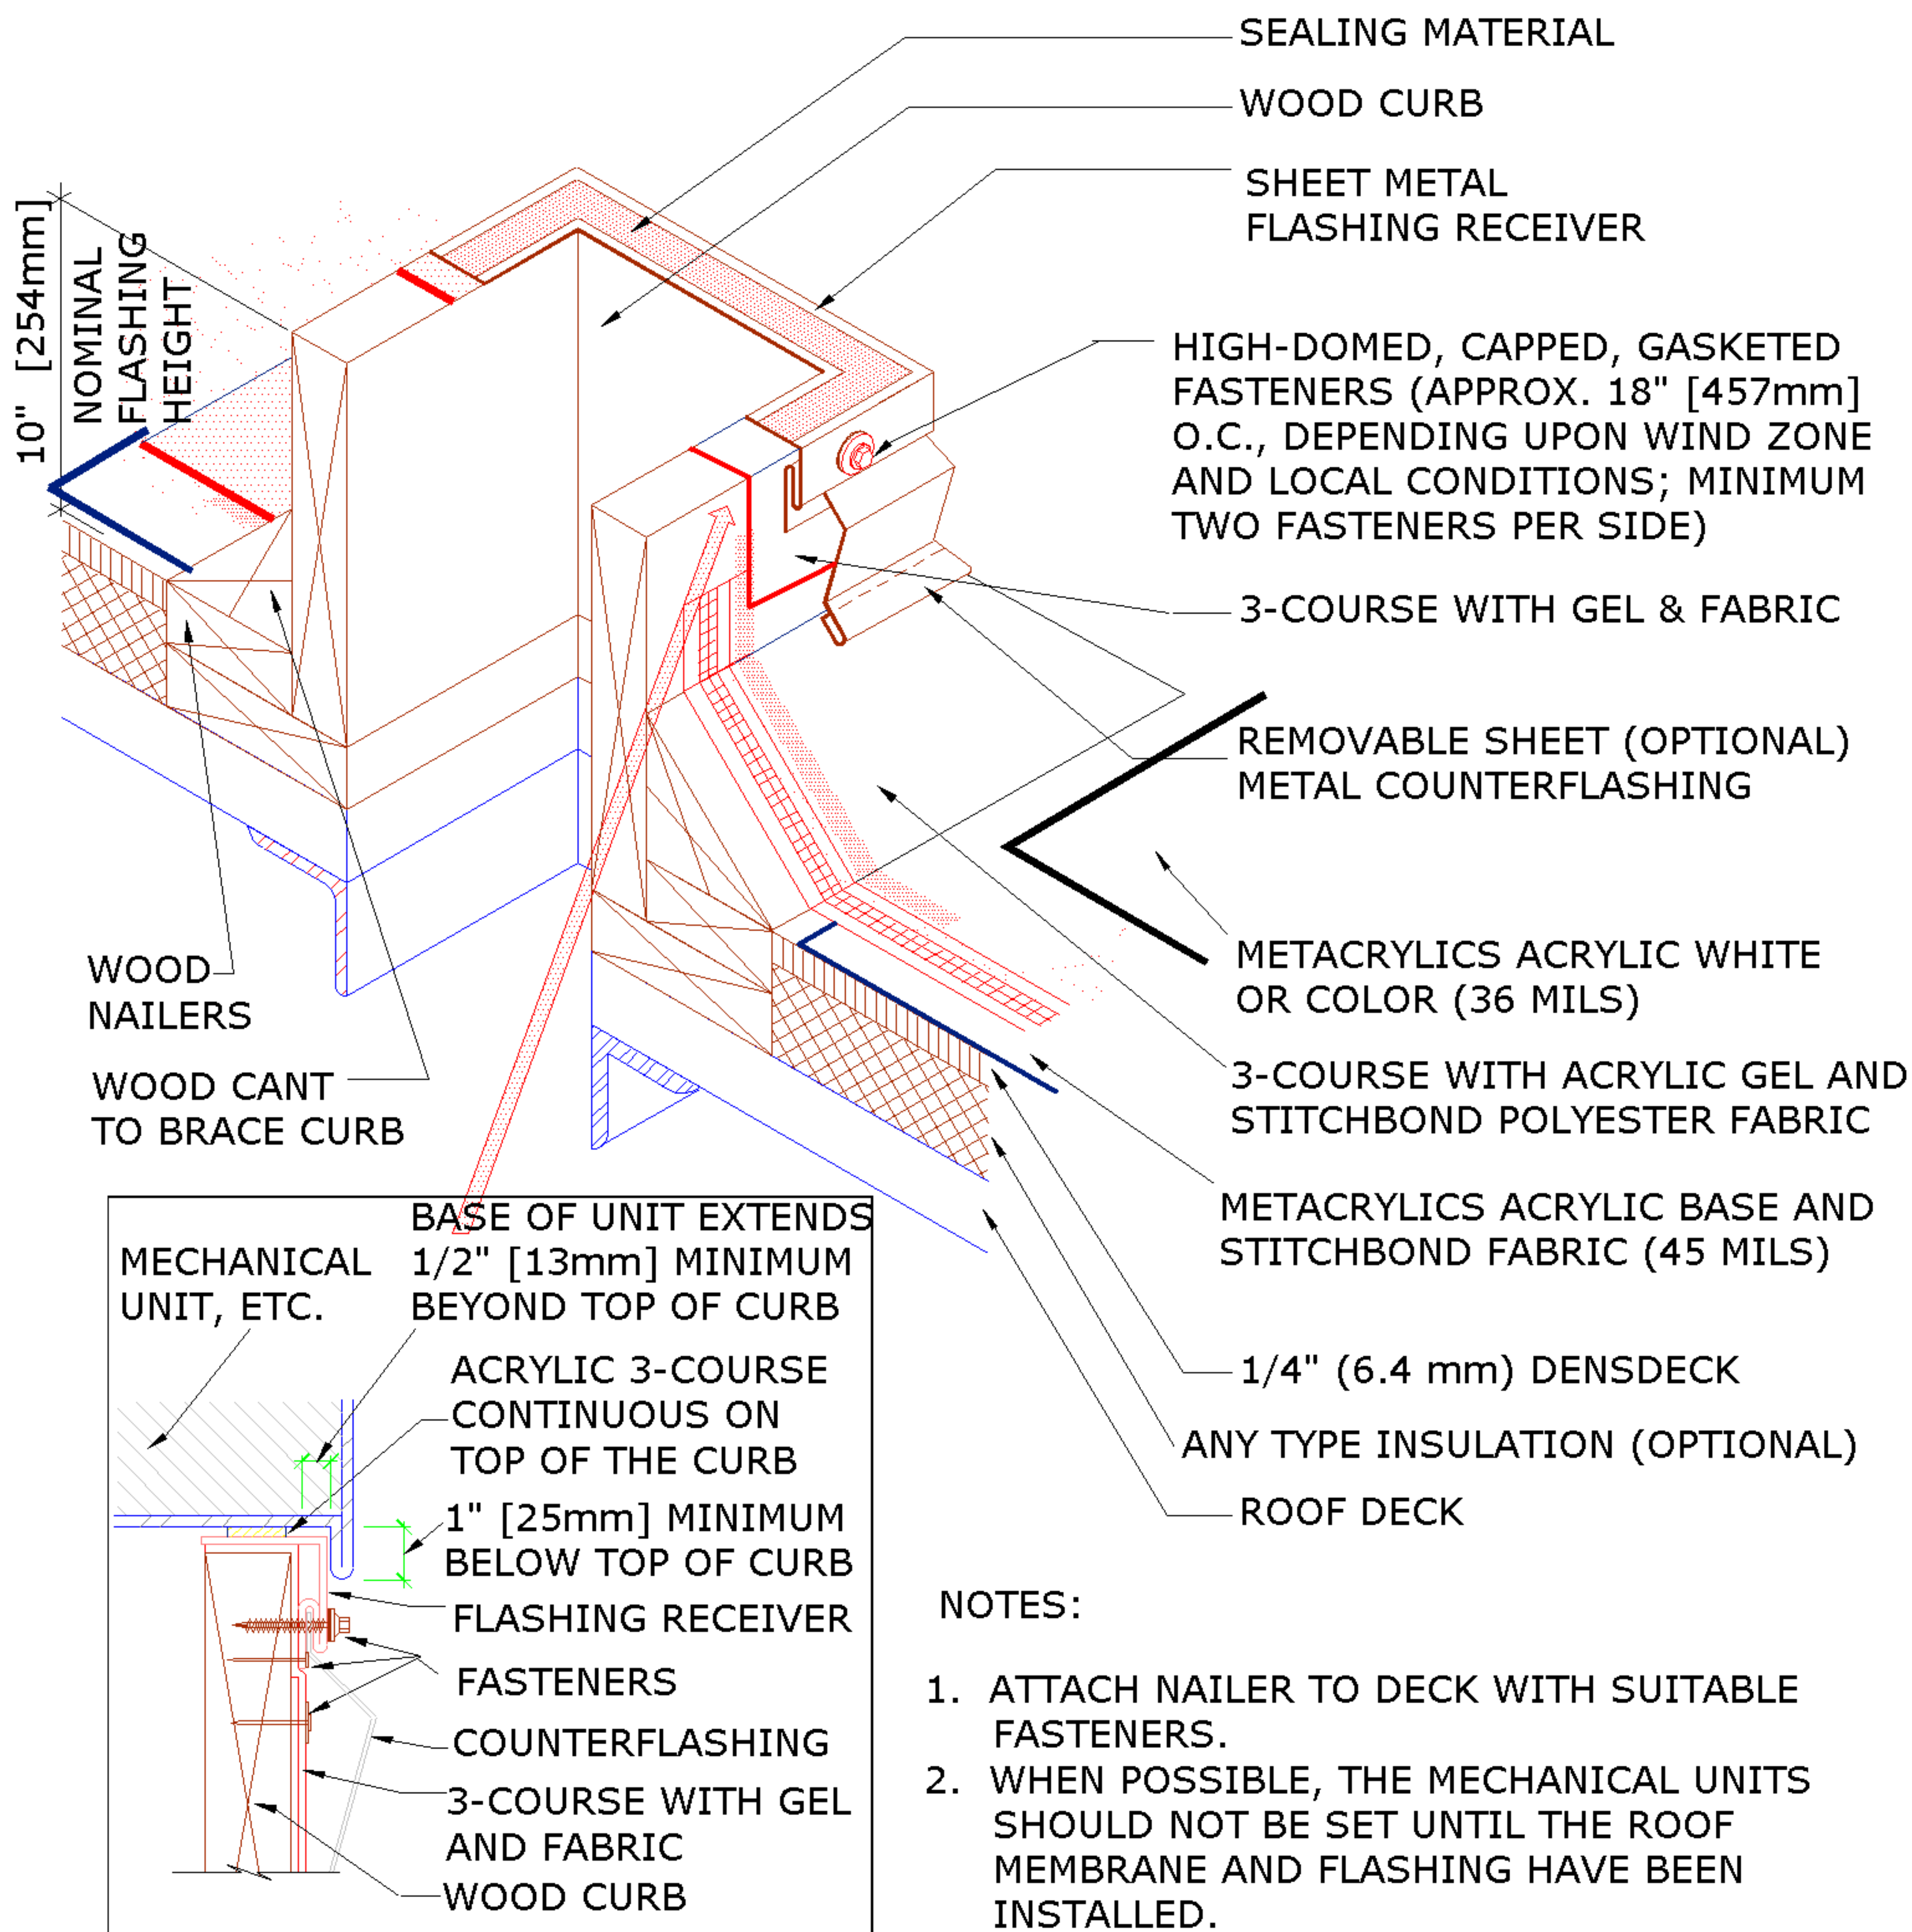 SEALING MATERIAL
WOOD CURB
SHEET METAL
FLASHING RECEIVER
10" [254mm]
NOMINAL
FLASHING
HEIGHT
HIGH-DOMED, CAPPED, GASKETED
FASTENERS (APPROX. 18" [457mm]
O.C., DEPENDING UPON WIND ZONE
AND LOCAL CONDITIONS; MINIMUM
TWO FASTENERS PER SIDE)
3-COURSE WITH GEL & FABRIC
REMOVABLE SHEET (OPTIONAL)
METAL COUNTERFLASHING
METACRYLICS ACRYLIC WHITE
OR COLOR (36 MILS)
WOOD
NAILERS
WOOD CANT
TO BRACE CURB
3-COURSE WITH ACRYLIC GEL AND
STITCHBOND POLYESTER FABRIC
METACRYLICS ACRYLIC BASE AND
STITCHBOND FABRIC (45 MILS)
1/4" (6.4 mm) DENSDECK
ANY TYPE INSULATION (OPTIONAL)
ROOF DECK
MECHANICAL
UNIT, ETC.
BASE OF UNIT EXTENDS
1/2" [13mm] MINIMUM
BEYOND TOP OF CURB
ACRYLIC 3-COURSE
CONTINUOUS ON
TOP OF THE CURB
1" [25mm] MINIMUM
BELOW TOP OF CURB
FLASHING RECEIVER
FASTENERS
COUNTERFLASHING
3-COURSE WITH GEL
AND FABRIC
WOOD CURB
NOTES:
1. ATTACH NAILER TO DECK WITH SUITABLE
FASTENERS.
2. WHEN POSSIBLE, THE MECHANICAL UNITS
SHOULD NOT BE SET UNTIL THE ROOF
MEMBRANE AND FLASHING HAVE BEEN
INSTALLED.